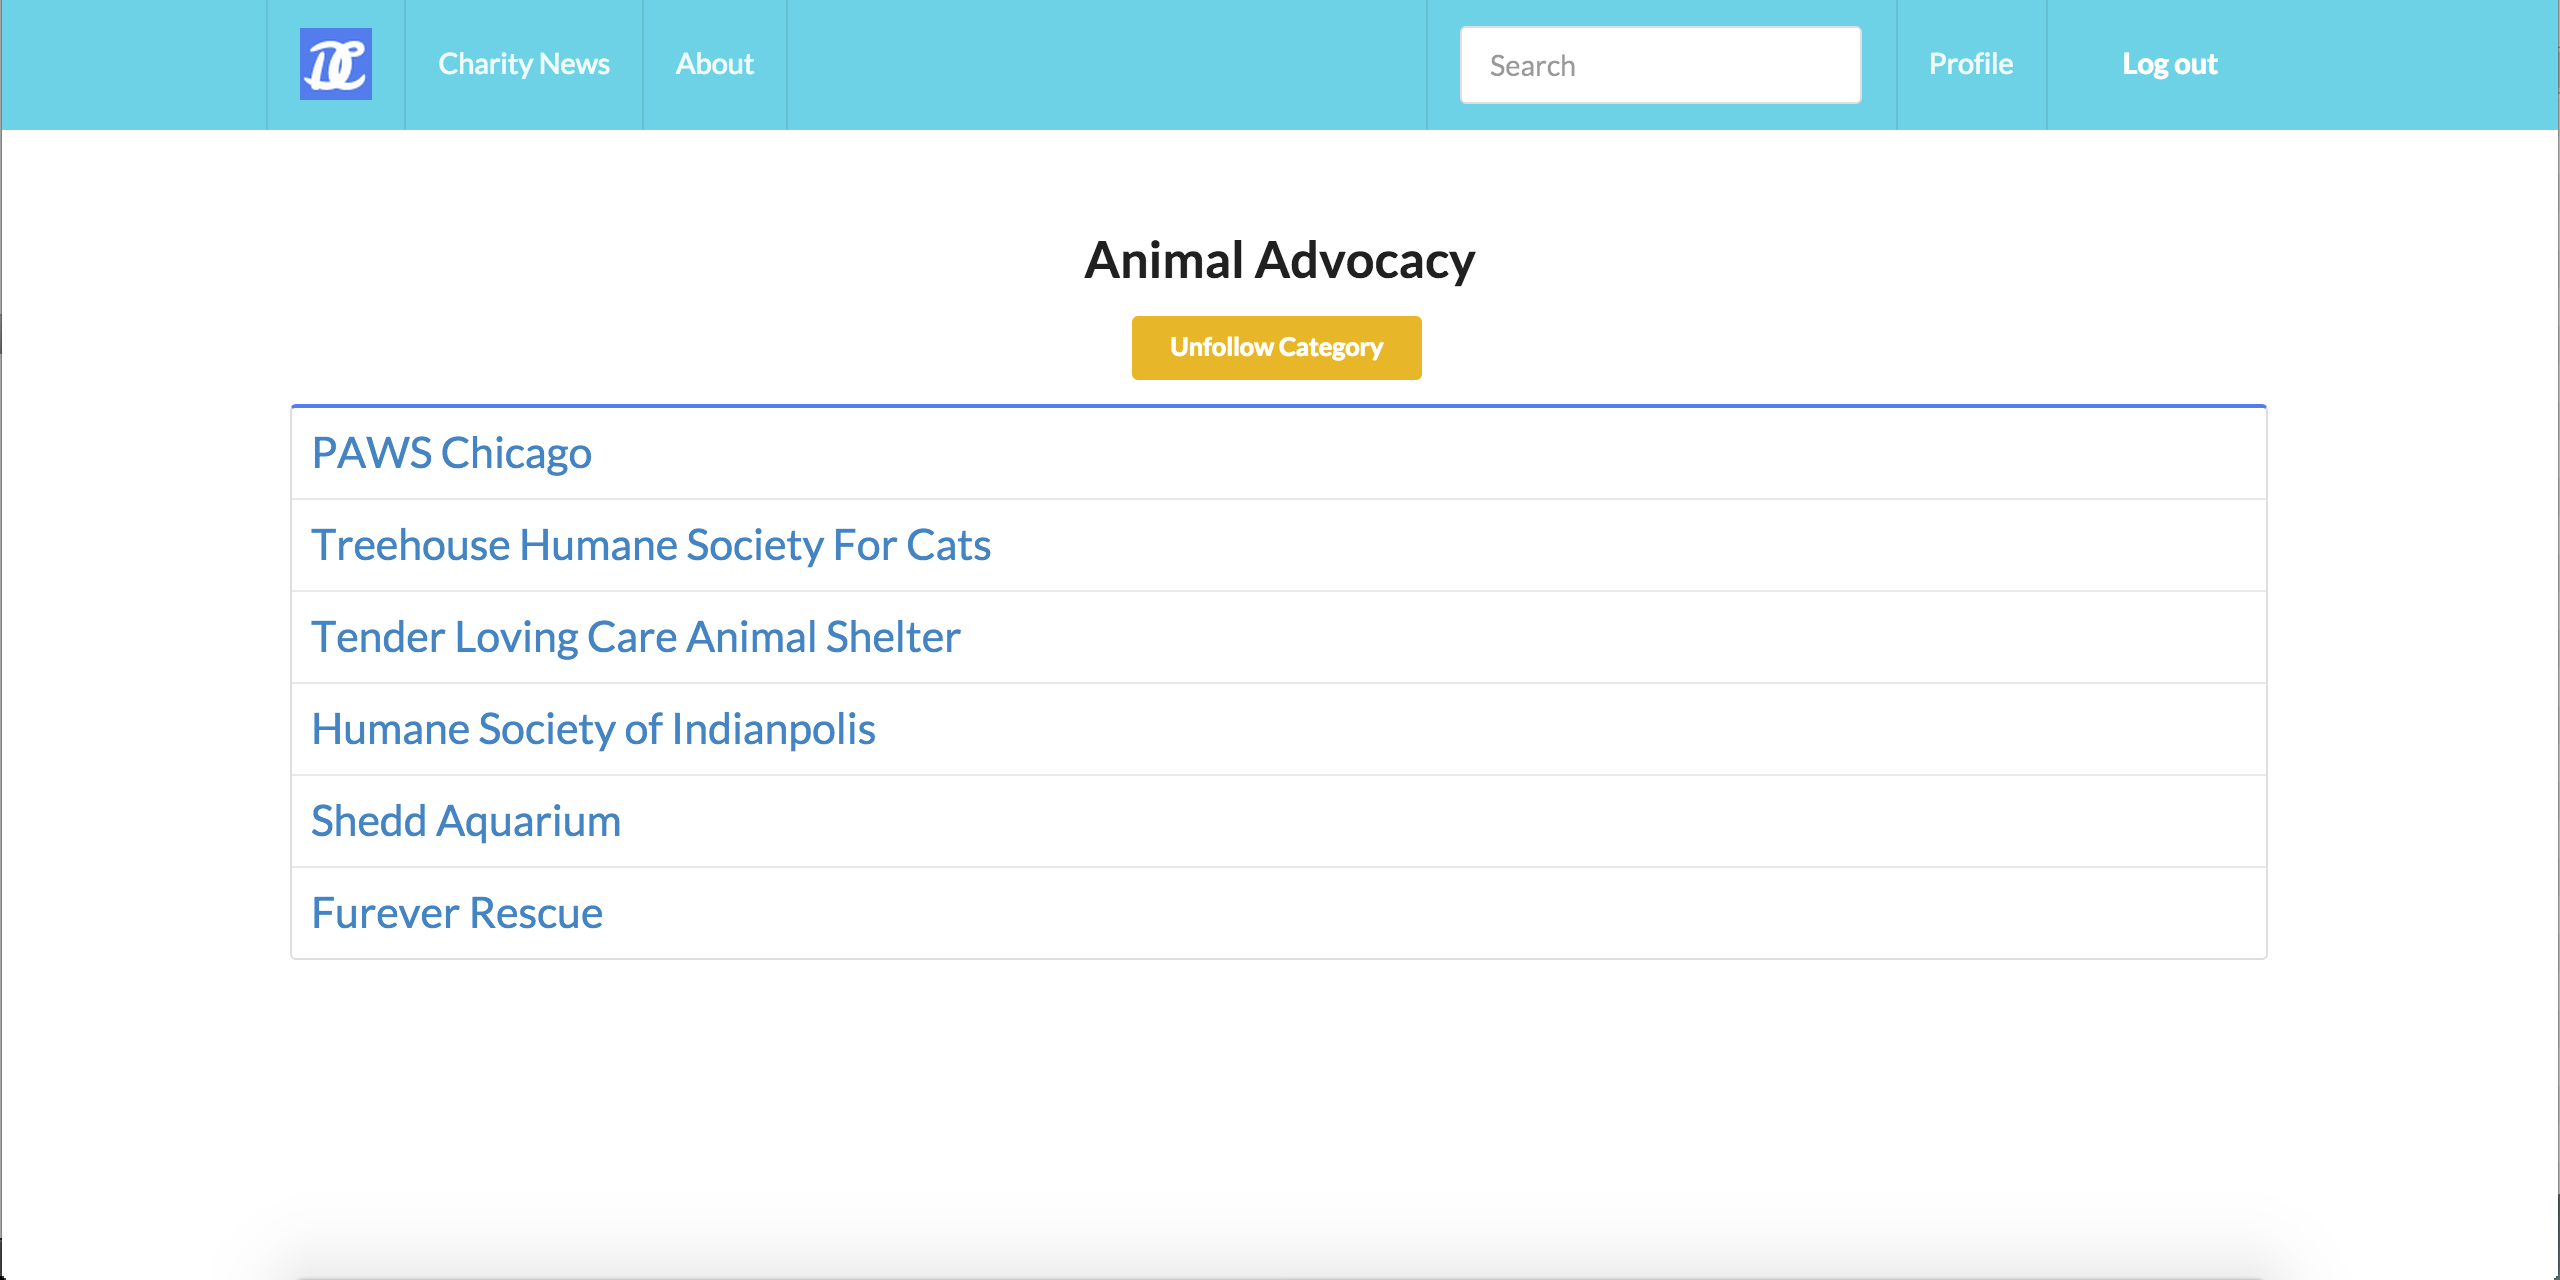 DC
Charity News
About
Search
Profile
Log out
Animal Advocacy
Unfollow Category
PAWS Chicago
Treehouse Humane Society For Cats
Tender Loving Care Animal Shelter
Humane Society of Indianpolis
Shedd Aquarium
Furever Rescue